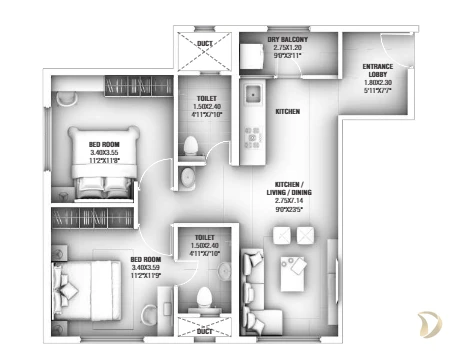 DUCT
DRY BALCONY
2.75X1.20
9'0"X3'11"
ENTRANCE
LOBBY
1.80X2.30
5'11"X7'7"
TOILET
1.50X2.40
4'11"X7'10"
KITCHEN
BED ROOM
3.40X3.55
11'2"X11'8"
KITCHEN /
LIVING / DINING
2.75X7.14
9'0"X23'5"
TOILET
1.50X2.40
4'11"X7'10"
BED ROOM
3.40X3.59
11'2"X11'9"
DUCT